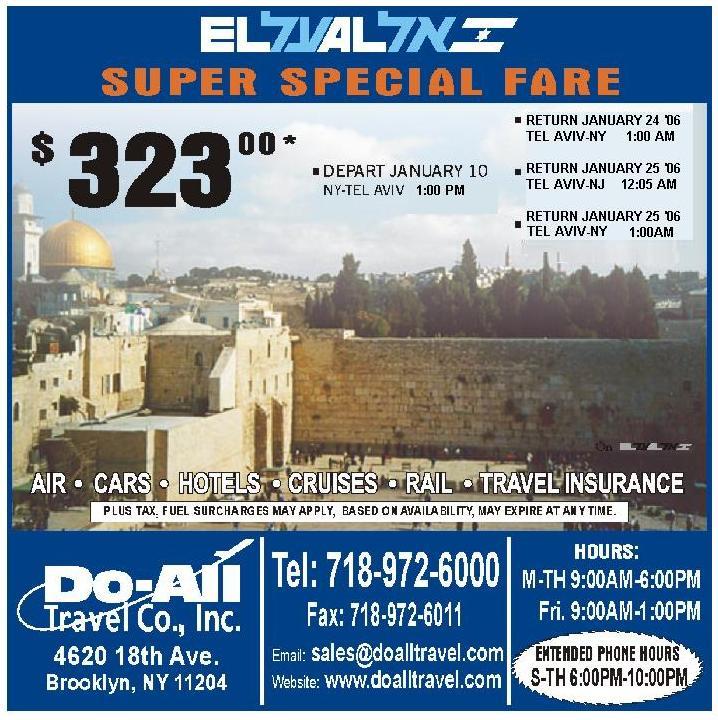 ELעלALאל
SUPER SPECIAL FARE
$323.00*
▪ DEPART JANUARY 10
NY-TEL AVIV 1:00 PM
▪ RETURN JANUARY 24 '06
TEL AVIV-NY 1:00 AM
▪ RETURN JANUARY 25 '06
TEL AVIV-NJ 12:05 AM
▪ RETURN JANUARY 25 '06
TEL AVIV-NY 1:00AM
On ELעלALאל
AIR • CARS • HOTELS • CRUISES • RAIL • TRAVEL INSURANCE
PLUS TAX, FUEL SURCHARGES MAY APPLY, BASED ON AVAILABILITY, MAY EXPIRE AT ANY TIME.
Do-All
Travel Co., Inc.
4620 18th Ave.
Brooklyn, NY 11204
Tel: 718-972-6000
Fax: 718-972-6011
Email: sales@doalltravel.com
Website: www.doalltravel.com
HOURS:
M-TH 9:00AM-6:00PM
Fri. 9:00AM-1:00PM
EXTENDED PHONE HOURS
S-TH 6:00PM-10:00PM